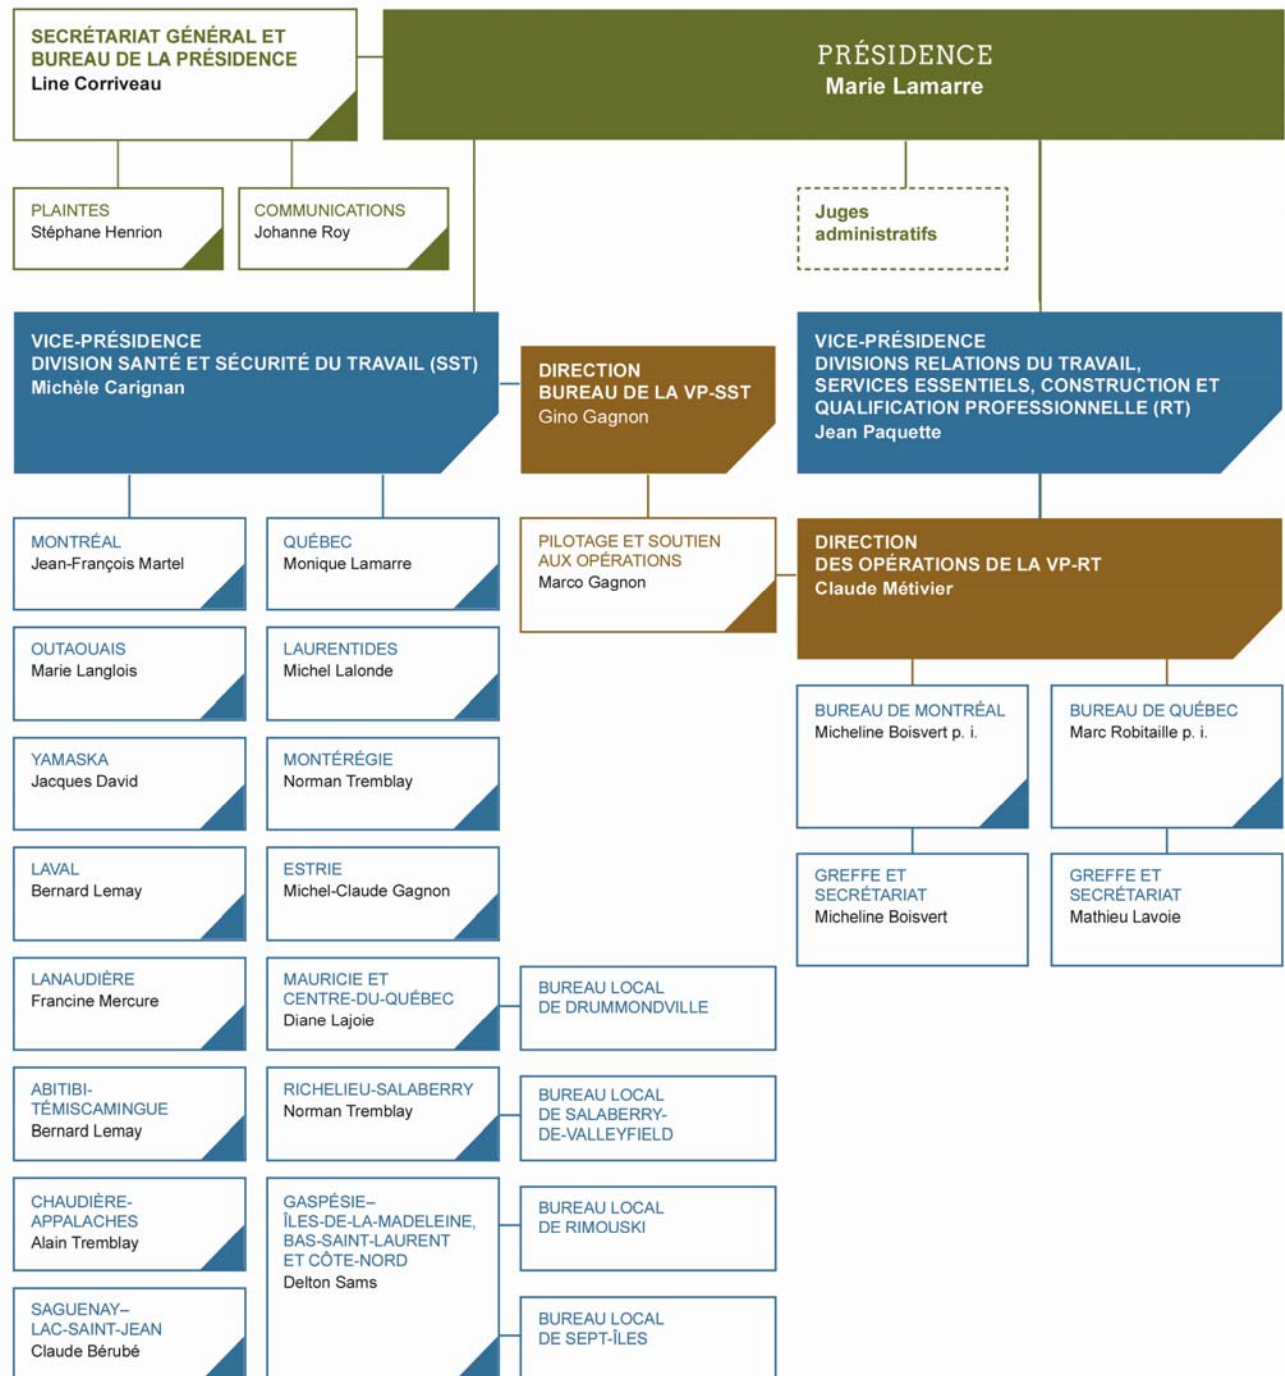 SECRÉTARIAT GÉNÉRAL ET
BUREAU DE LA PRÉSIDENCE
Line Corriveau
PRÉSIDENCE
Marie Lamarre
PLAINTES
Stéphane Henrion
COMMUNICATIONS
Johanne Roy
Juges
administratifs
VICE-PRÉSIDENCE
DIVISION SANTÉ ET SÉCURITÉ DU TRAVAIL (SST)
Michèle Carignan
DIRECTION
BUREAU DE LA VP-SST
Gino Gagnon
VICE-PRÉSIDENCE
DIVISIONS RELATIONS DU TRAVAIL,
SERVICES ESSENTIELS, CONSTRUCTION ET
QUALIFICATION PROFESSIONNELLE (RT)
Jean Paquette
MONTRÉAL
Jean-François Martel
QUÉBEC
Monique Lamarre
PILOTAGE ET SOUTIEN
AUX OPÉRATIONS
Marco Gagnon
DIRECTION
DES OPÉRATIONS DE LA VP-RT
Claude Métivier
OUTAOUAIS
Marie Langlois
LAURENTIDES
Michel Lalonde
BUREAU DE MONTRÉAL
Micheline Boisvert p. i.
BUREAU DE QUÉBEC
Marc Robitaille p. i.
YAMASKA
Jacques David
MONTÉRÉGIE
Norman Tremblay
LAVAL
Bernard Lemay
ESTRIE
Michel-Claude Gagnon
GREFFE ET
SECRÉTARIAT
Micheline Boisvert
GREFFE ET
SECRÉTARIAT
Mathieu Lavoie
LANAUDIÈRE
Francine Mercure
MAURICIE ET
CENTRE-DU-QUÉBEC
Diane Lajoie
BUREAU LOCAL
DE DRUMMONDVILLE
ABITIBI-
TÉMISCAMINGUE
Bernard Lemay
RICHELIEU-SALABERRY
Norman Tremblay
BUREAU LOCAL
DE SALABERRY-
DE-VALLEYFIELD
CHAUDIÈRE-
APPALACHES
Alain Tremblay
GASPÉSIE–
ÎLES-DE-LA-MADELEINE,
BAS-SAINT-LAURENT
ET CÔTE-NORD
Delton Sams
BUREAU LOCAL
DE RIMOUSKI
SAGUENAY–
LAC-SAINT-JEAN
Claude Bérubé
BUREAU LOCAL
DE SEPT-ÎLES